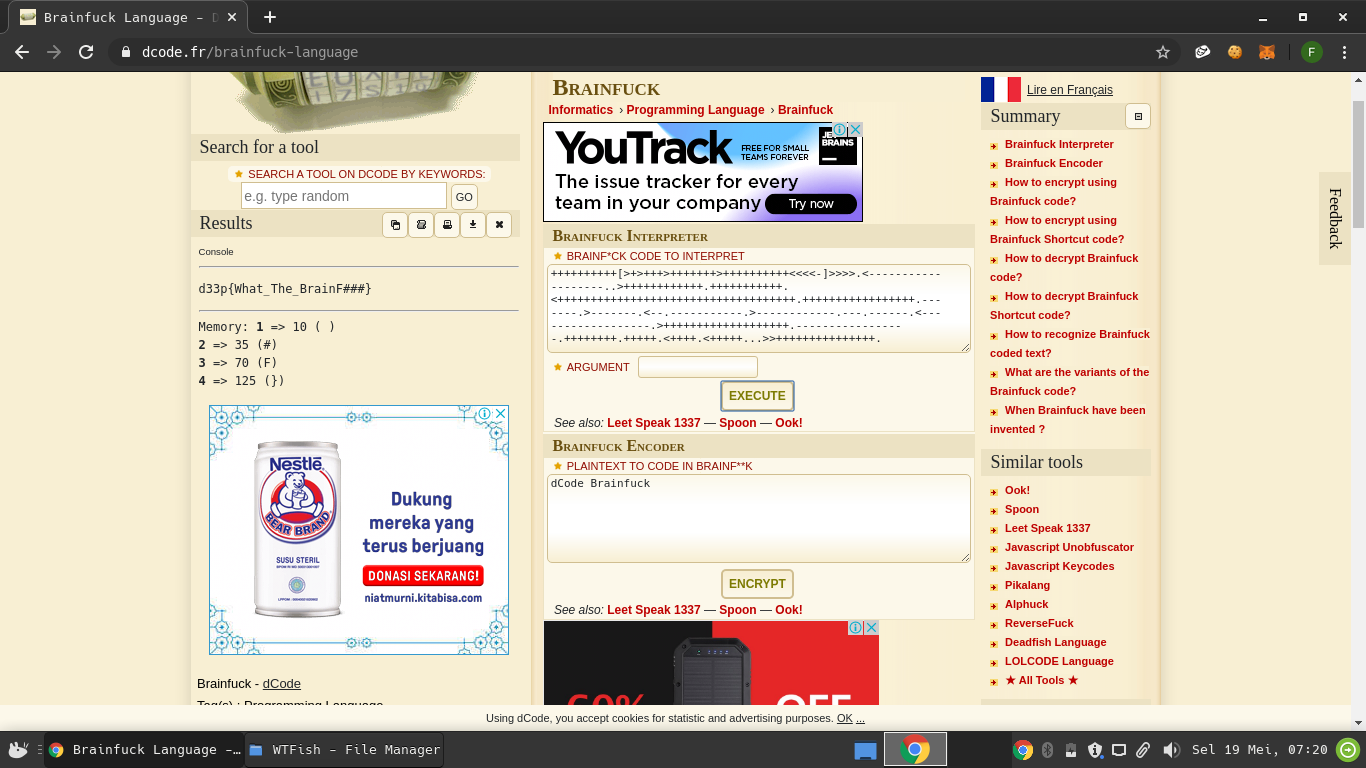 Brainfuck Language – D
dcode.fr/brainfuck-language
F
Search for a tool
SEARCH A TOOL ON DCODE BY KEYWORDS:
e.g. type random
GO
Results
Console
d33p{What_The_BrainF###}
Memory: 1 => 10 ( )
2 => 35 (#)
3 => 70 (F)
4 => 125 (})
Nestlé
BEAR BRAND
SUSU STERIL
Dukung
mereka yang
terus berjuang
DONASI SEKARANG!
niatmurni.kitabisa.com
Brainfuck - dCode
Tag(s) : Programming Language
BRAINFUCK
Informatics › Programming Language › Brainfuck
YouTrack
FREE FOR SMALL
TEAMS FOREVER
JET
BRAINS
The issue tracker for every
team in your company
Try now
BRAINFUCK INTERPRETER
BRAINF*CK CODE TO INTERPRET
++++++++++[>+>+++>+++++++>++++++++++<<<<-]>>>>.<-----------
--------..>++++++++++++.+++++++++++.
<++++++++++++++++++++++++++++++++++++.+++++++++++++++++.---
----.>-------.<--.-----------.>------------.---.------.<---
---------------.>+++++++++++++++++++.----------------
-.++++++++.+++++.<++++.<+++++...>>+++++++++++++++.
ARGUMENT
EXECUTE
See also: Leet Speak 1337 — Spoon — Ook!
BRAINFUCK ENCODER
PLAINTEXT TO CODE IN BRAINF**K
dCode Brainfuck
ENCRYPT
See also: Leet Speak 1337 — Spoon — Ook!
60%
OFF
Lire en Français
Summary
Brainfuck Interpreter
Brainfuck Encoder
How to encrypt using
Brainfuck code?
How to encrypt using
Brainfuck Shortcut code?
How to decrypt Brainfuck
code?
How to decrypt Brainfuck
Shortcut code?
How to recognize Brainfuck
coded text?
What are the variants of the
Brainfuck code?
When Brainfuck have been
invented ?
Similar tools
Ook!
Spoon
Leet Speak 1337
Javascript Unobfuscator
Javascript Keycodes
Pikalang
Alphuck
ReverseFuck
Deadfish Language
LOLCODE Language
★ All Tools ★
Feedback
Using dCode, you accept cookies for statistic and advertising purposes. OK ...
Brainfuck Language –…
WTFish – File Manager
Sel 19 Mei, 07:20